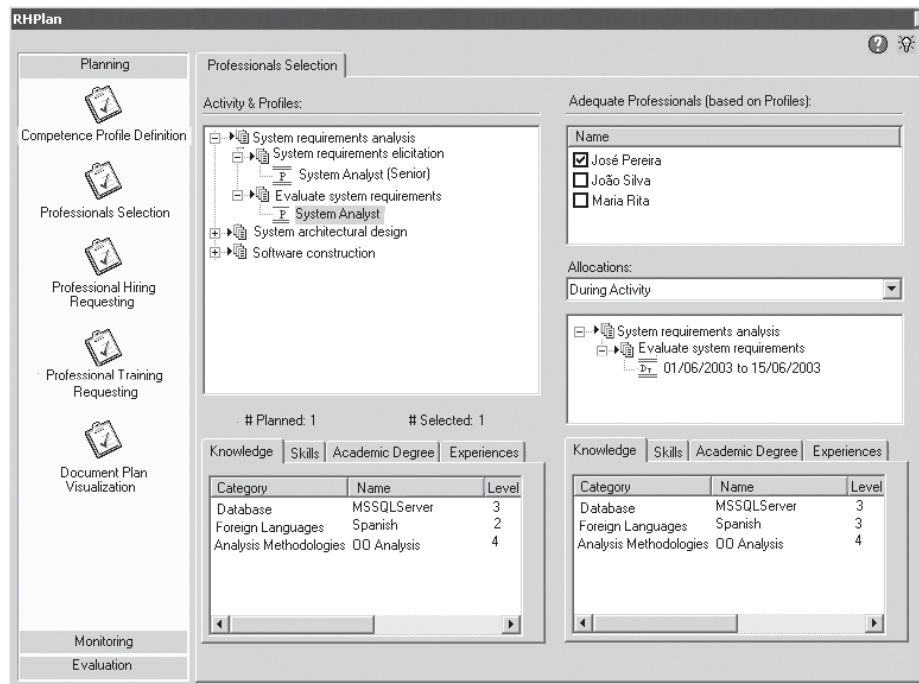 RHPlan
Planning
Competence Profile Definition
Professionals Selection
Professional Hiring
Requesting
Professional Training
Requesting
Document Plan
Visualization
Monitoring
Evaluation
Professionals Selection
Activity & Profiles:
System requirements analysis
System requirements elicitation
P System Analyst (Senior)
Evaluate system requirements
P System Analyst
System architectural design
Software construction
# Planned: 1 # Selected: 1
Knowledge Skills Academic Degree Experiences
Category Name Level
Database MSSQLServer 3
Foreign Languages Spanish 2
Analysis Methodologies OO Analysis 4
Adequate Professionals (based on Profiles):
Name
José Pereira
João Silva
Maria Rita
Allocations:
During Activity
System requirements analysis
Evaluate system requirements
DT 01/06/2003 to 15/06/2003
Knowledge Skills Academic Degree Experiences
Category Name Level
Database MSSQLServer 3
Foreign Languages Spanish 3
Analysis Methodologies OO Analysis 4